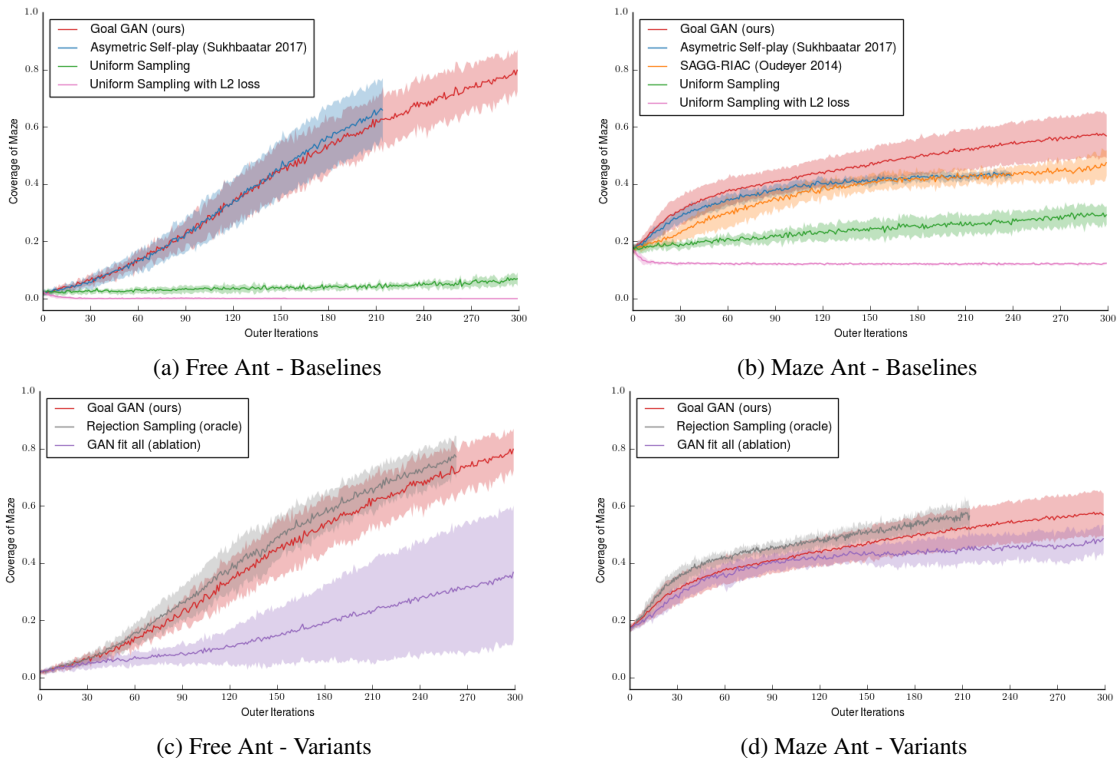 Goal GAN (ours)
Asymetric Self-play (Sukhbaatar 2017)
Uniform Sampling
Uniform Sampling with L2 loss
Coverage of Maze
1.0
0.8
0.6
0.4
0.2
0.0
0 30 60 90 120 150 180 210 240 270 300
Outer Iterations
(a) Free Ant - Baselines
Goal GAN (ours)
Asymetric Self-play (Sukhbaatar 2017)
SAGG-RIAC (Oudeyer 2014)
Uniform Sampling
Uniform Sampling with L2 loss
Coverage of Maze
1.0
0.8
0.6
0.4
0.2
0.0
0 30 60 90 120 150 180 210 240 270 300
Outer Iterations
(b) Maze Ant - Baselines
Goal GAN (ours)
Rejection Sampling (oracle)
GAN fit all (ablation)
Coverage of Maze
1.0
0.8
0.6
0.4
0.2
0.0
0 30 60 90 120 150 180 210 240 270 300
Outer Iterations
(c) Free Ant - Variants
Goal GAN (ours)
Rejection Sampling (oracle)
GAN fit all (ablation)
Coverage of Maze
1.0
0.8
0.6
0.4
0.2
0.0
0 30 60 90 120 150 180 210 240 270 300
Outer Iterations
(d) Maze Ant - Variants